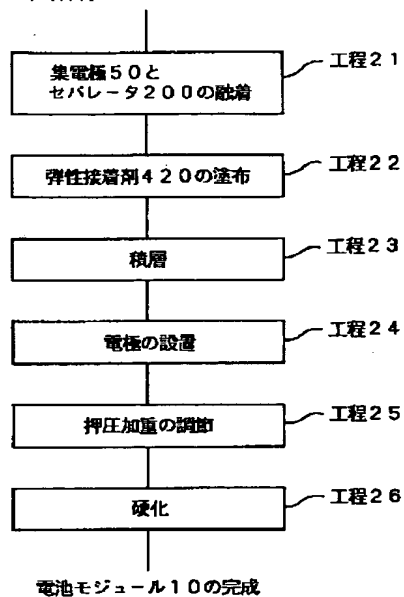 集電極50と
セパレータ200の融着
工程21
弾性接着剤420の塗布
工程22
積層
工程23
電極の設置
工程24
押圧加重の調節
工程25
硬化
工程26
電池モジュール10の完成